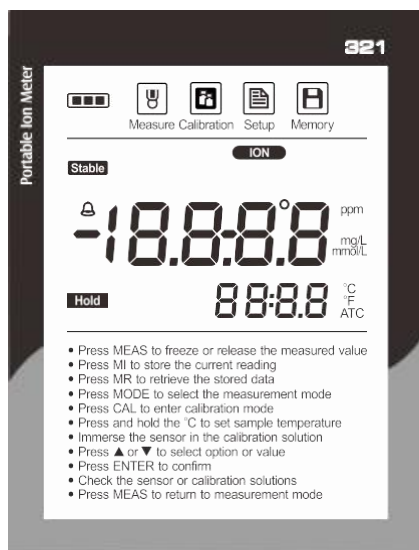 321
Portable Ion Meter
Measure Calibration Setup Memory
ION
Stable
-18.8:8.8° ppm
mg/L
mmol/L
Hold 88:8.8 °C
°F
ATC
• Press MEAS to freeze or release the measured value
• Press MI to store the current reading
• Press MR to retrieve the stored data
• Press MODE to select the measurement mode
• Press CAL to enter calibration mode
• Press and hold the °C to set sample temperature
• Immerse the sensor in the calibration solution
• Press ▲ or ▼ to select option or value
• Press ENTER to confirm
• Check the sensor or calibration solutions
• Press MEAS to return to measurement mode